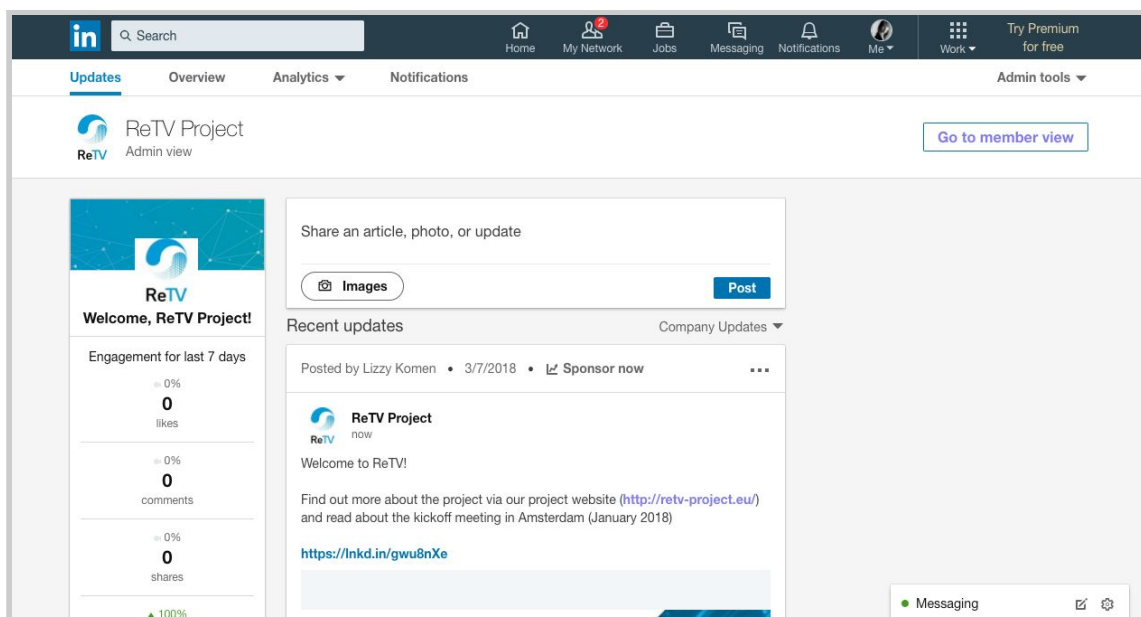 in
Search
2
Home
My Network
Jobs
Messaging
Notifications
Me
Work
Try Premium
for free
Updates
Overview
Analytics
Notifications
Admin tools
ReTV
ReTV Project
Admin view
Go to member view
ReTV
Welcome, ReTV Project!
Engagement for last 7 days
0%
0
likes
0%
0
comments
0%
0
shares
100%
Share an article, photo, or update
Images
Post
Recent updates
Company Updates
Posted by Lizzy Komen • 3/7/2018 • Sponsor now
ReTV
ReTV Project
now
Welcome to ReTV!
Find out more about the project via our project website (http://retv-project.eu/)
and read about the kickoff meeting in Amsterdam (January 2018)
https://lnkd.in/gwu8nXe
Messaging